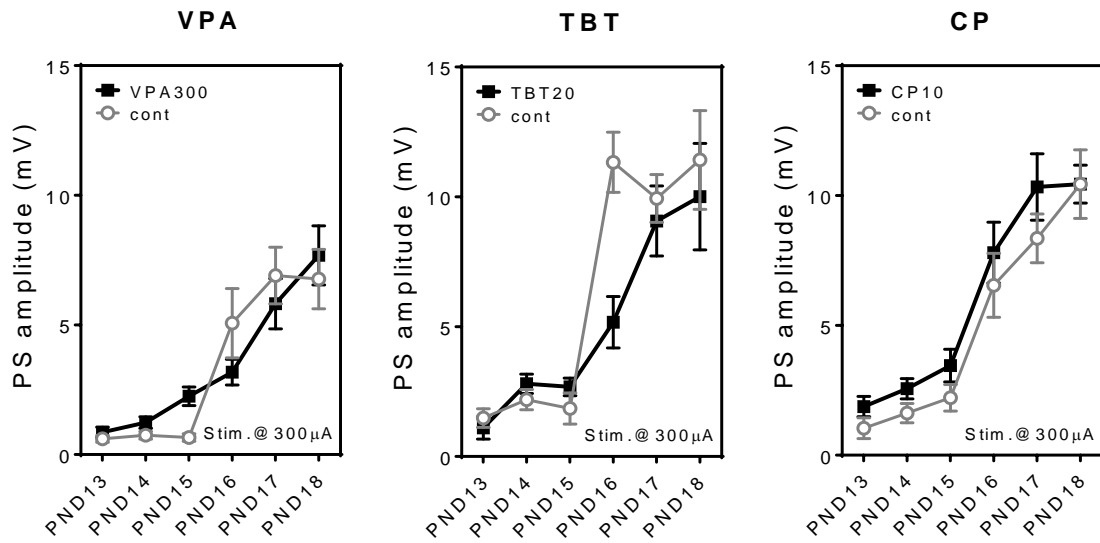 VPA
TBT
CP
PS amplitude (mV)
15
10
5
0
VPA300
cont
Stim.@ 300µA
PND13
PND14
PND15
PND16
PND17
PND18
PS amplitude (mV)
15
10
5
0
TBT20
cont
Stim.@ 300µA
PND13
PND14
PND15
PND16
PND17
PND18
PS amplitude (mV)
15
10
5
0
CP10
cont
Stim.@ 300µA
PND13
PND14
PND15
PND16
PND17
PND18